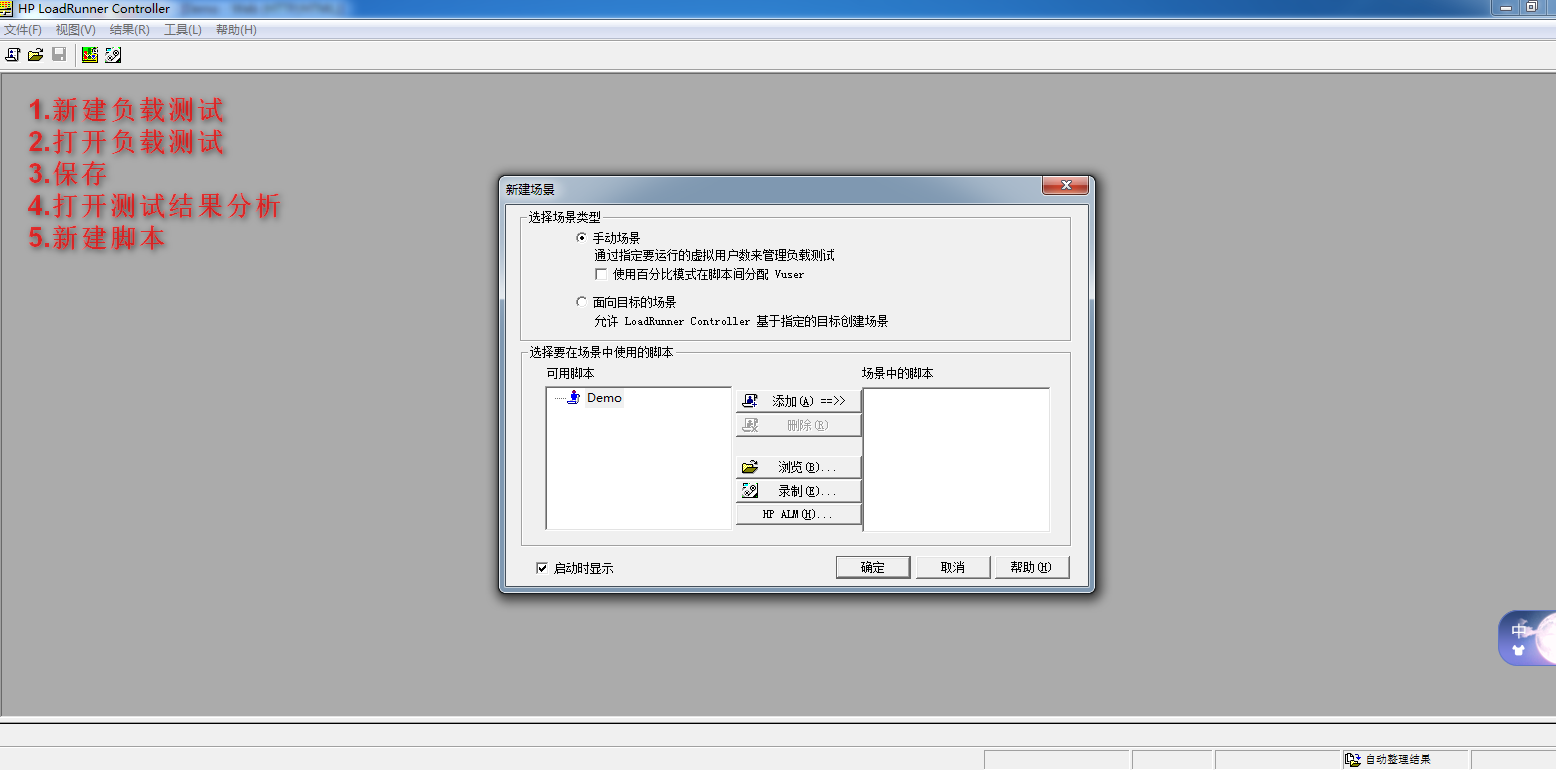 HP LoadRunner Controller
文件(F) 视图(V) 结果(R) 工具(L) 帮助(H)
1.新建负载测试
2.打开负载测试
3.保存
4.打开测试结果分析
5.新建脚本
新建场景
选择场景类型
手动场景
通过指定要运行的虚拟用户数来管理负载测试
使用百分比模式在脚本间分配 Vuser
面向目标的场景
允许 LoadRunner Controller 基于指定的目标创建场景
选择要在场景中使用的脚本
可用脚本 场景中的脚本
Demo
添加(A) ==>>
删除(R)
浏览(B)...
录制(E)...
HP ALM(H)...
启动时显示 确定 取消 帮助(H)
中
自动整理结果